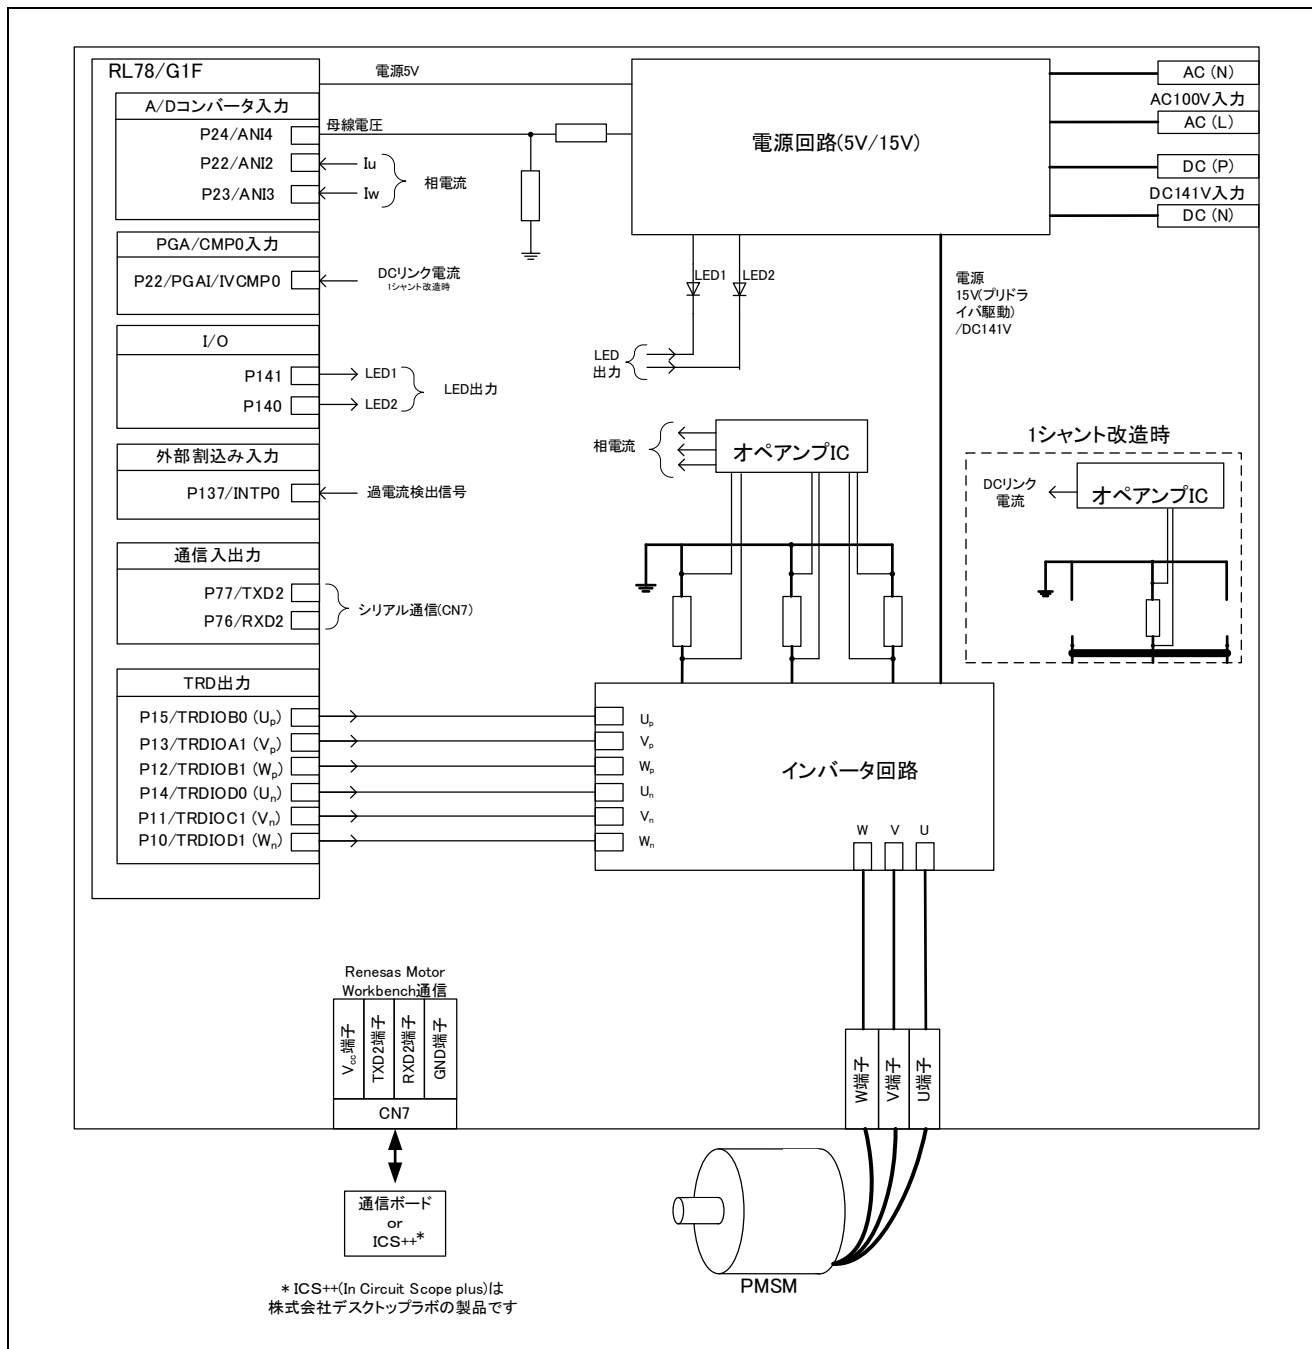 RL78/G1F
A/Dコンバータ入力
P24/ANI4
P22/ANI2
P23/ANI3
PGA/CMP0入力
P22/PGAI/IVCMP0
I/O
P141
P140
外部割込み入力
P137/INTP0
通信入出力
P77/TXD2
P76/RXD2
TRD出力
P15/TRDIOB0 (Up)
P13/TRDIOA1 (Vp)
P12/TRDIOB1 (Wp)
P14/TRDIOD0 (Un)
P11/TRDIOC1 (Vn)
P10/TRDIOD1 (Wn)
電源5V
母線電圧
Iu
Iw
相電流
DCリンク電流
1シャント改造時
LED1
LED2
LED出力
過電流検出信号
シリアル通信(CN7)
電源回路(5V/15V)
AC (N)
AC100V入力
AC (L)
DC (P)
DC141V入力
DC (N)
LED1
LED2
LED
出力
電源
15V(プリドラ
イバ駆動)
/DC141V
相電流
オペアンプIC
1シャント改造時
DCリンク
電流
オペアンプIC
Up
Vp
Wp
Un
Vn
Wn
インバータ回路
W
V
U
W端子
V端子
U端子
PMSM
Renesas Motor
Workbench通信
Vcc端子
TXD2端子
RXD2端子
GND端子
CN7
通信ボード
or
ICS++*
* ICS++(In Circuit Scope plus)は
株式会社デスクトップラボの製品です